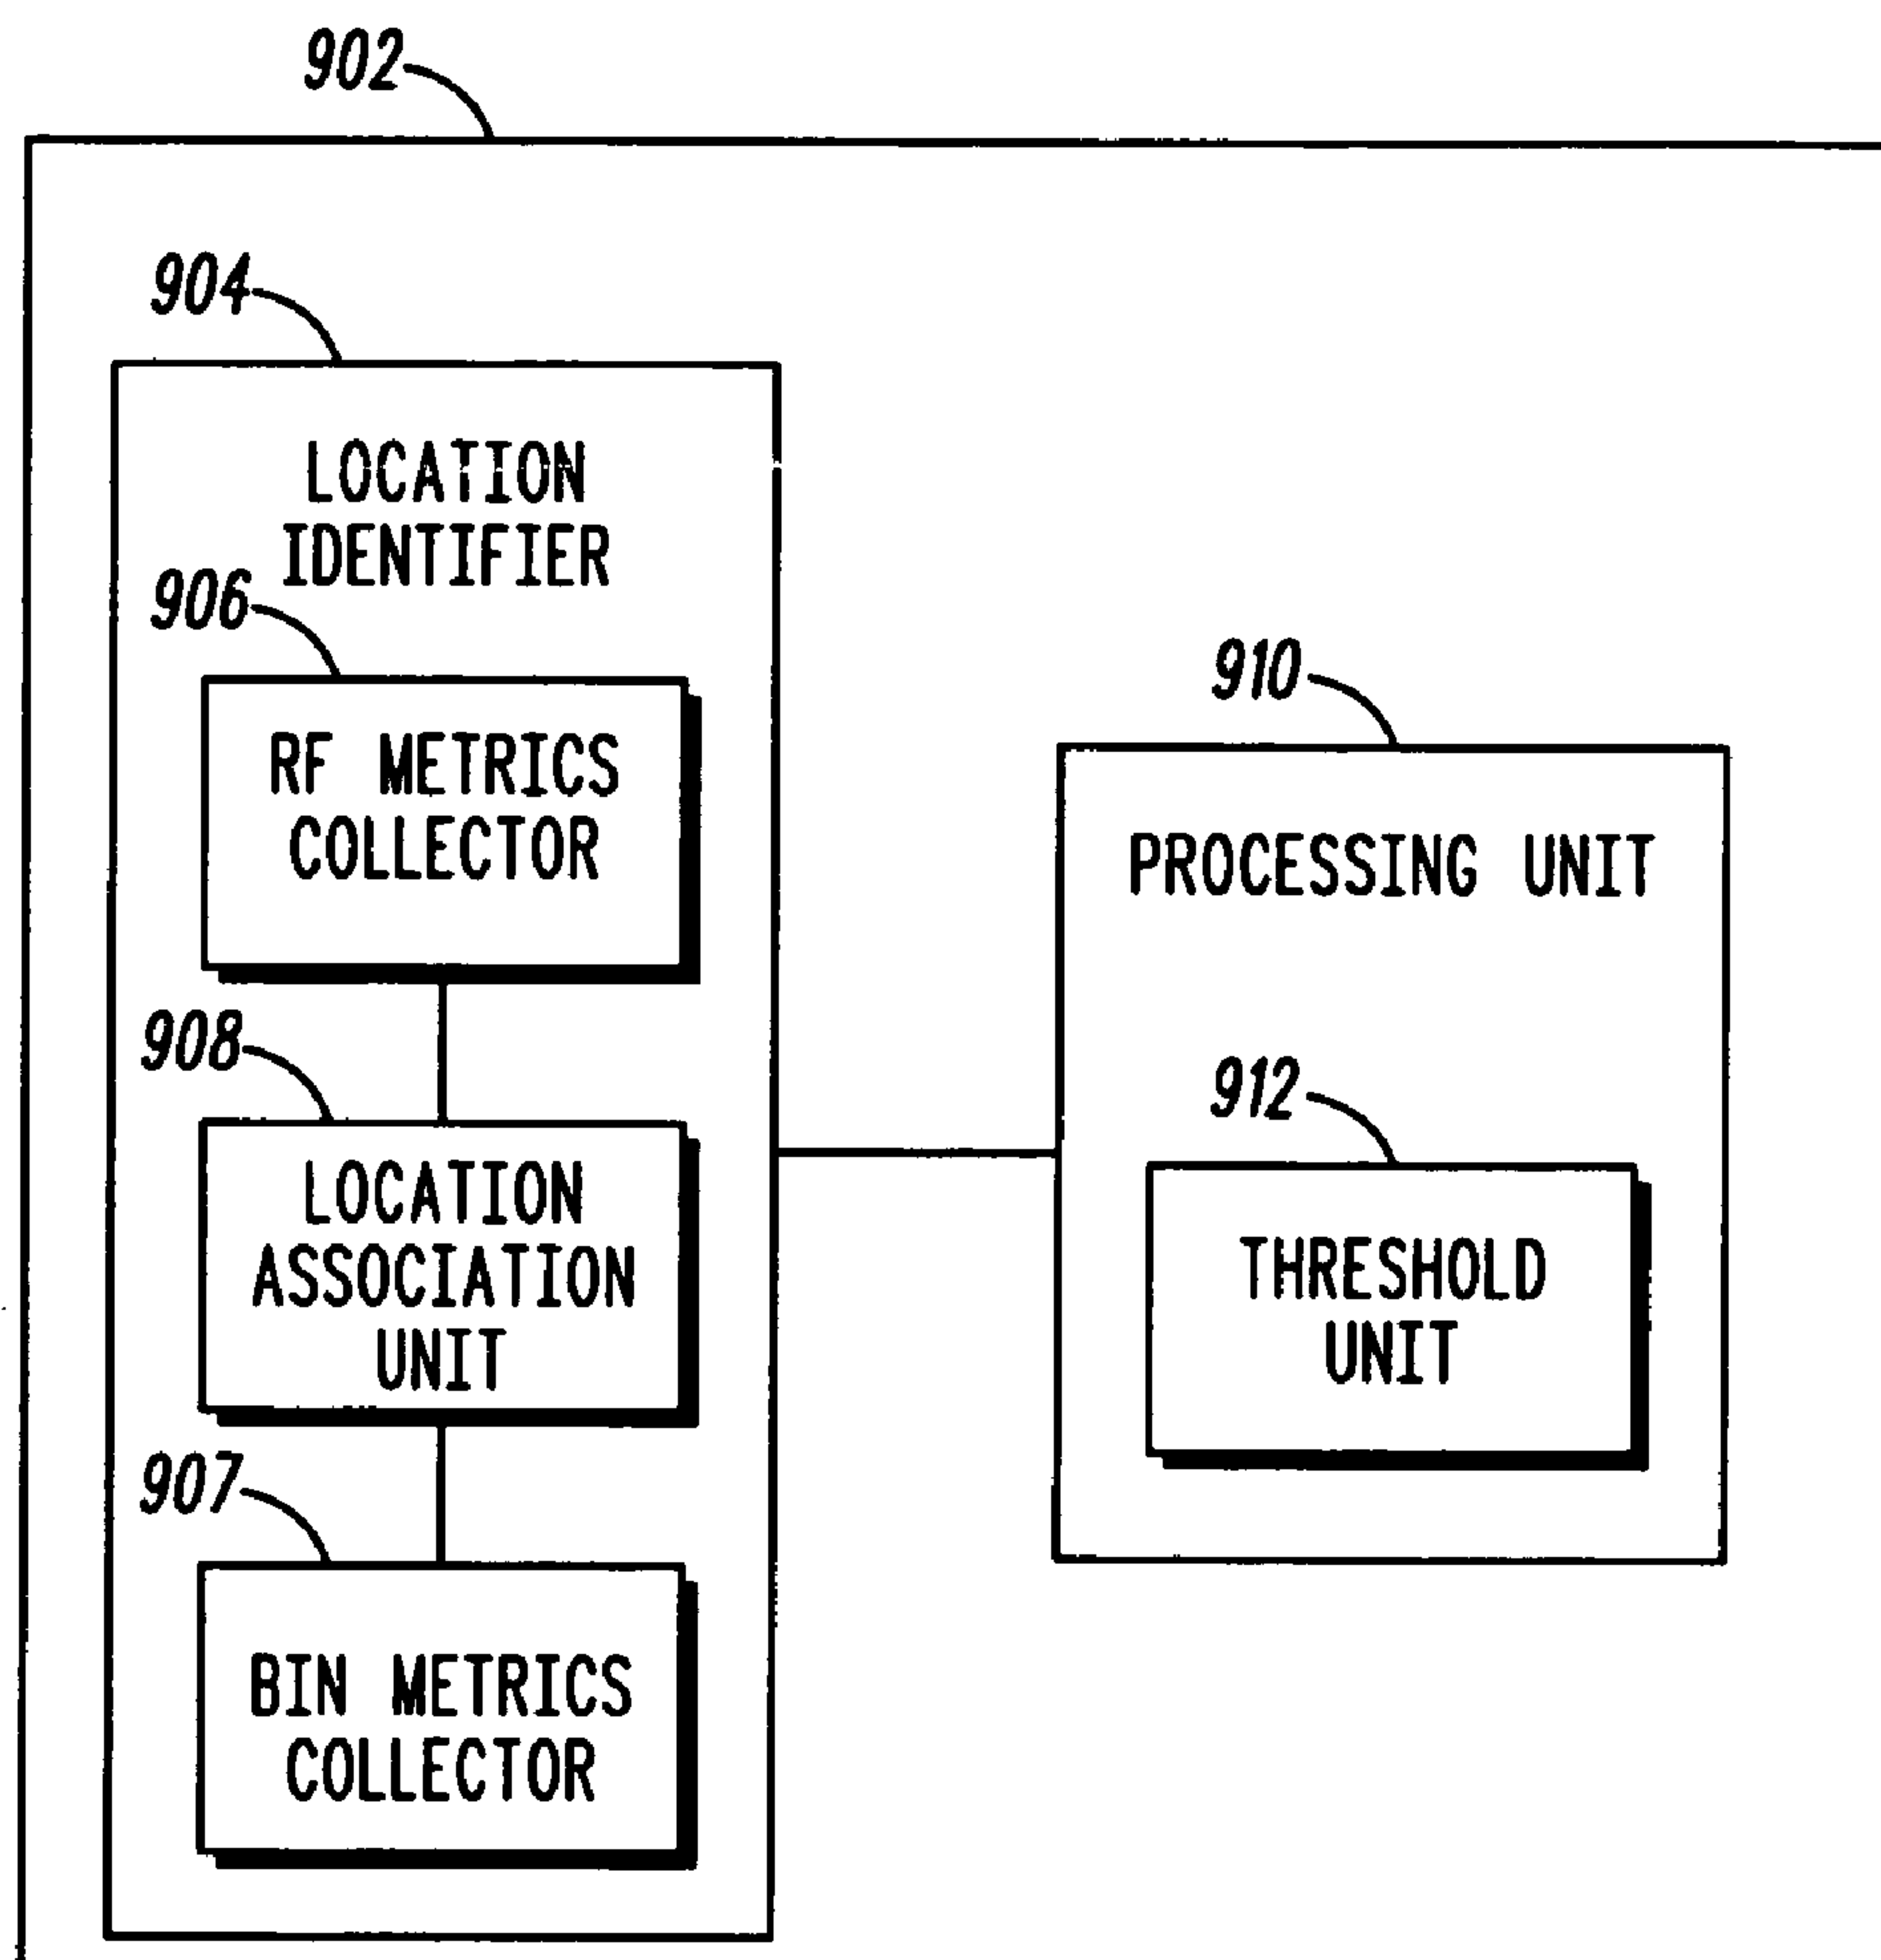 902
904
LOCATION
IDENTIFIER
906
RF METRICS
COLLECTOR
908
LOCATION
ASSOCIATION
UNIT
907
BIN METRICS
COLLECTOR
910
PROCESSING UNIT
912
THRESHOLD
UNIT